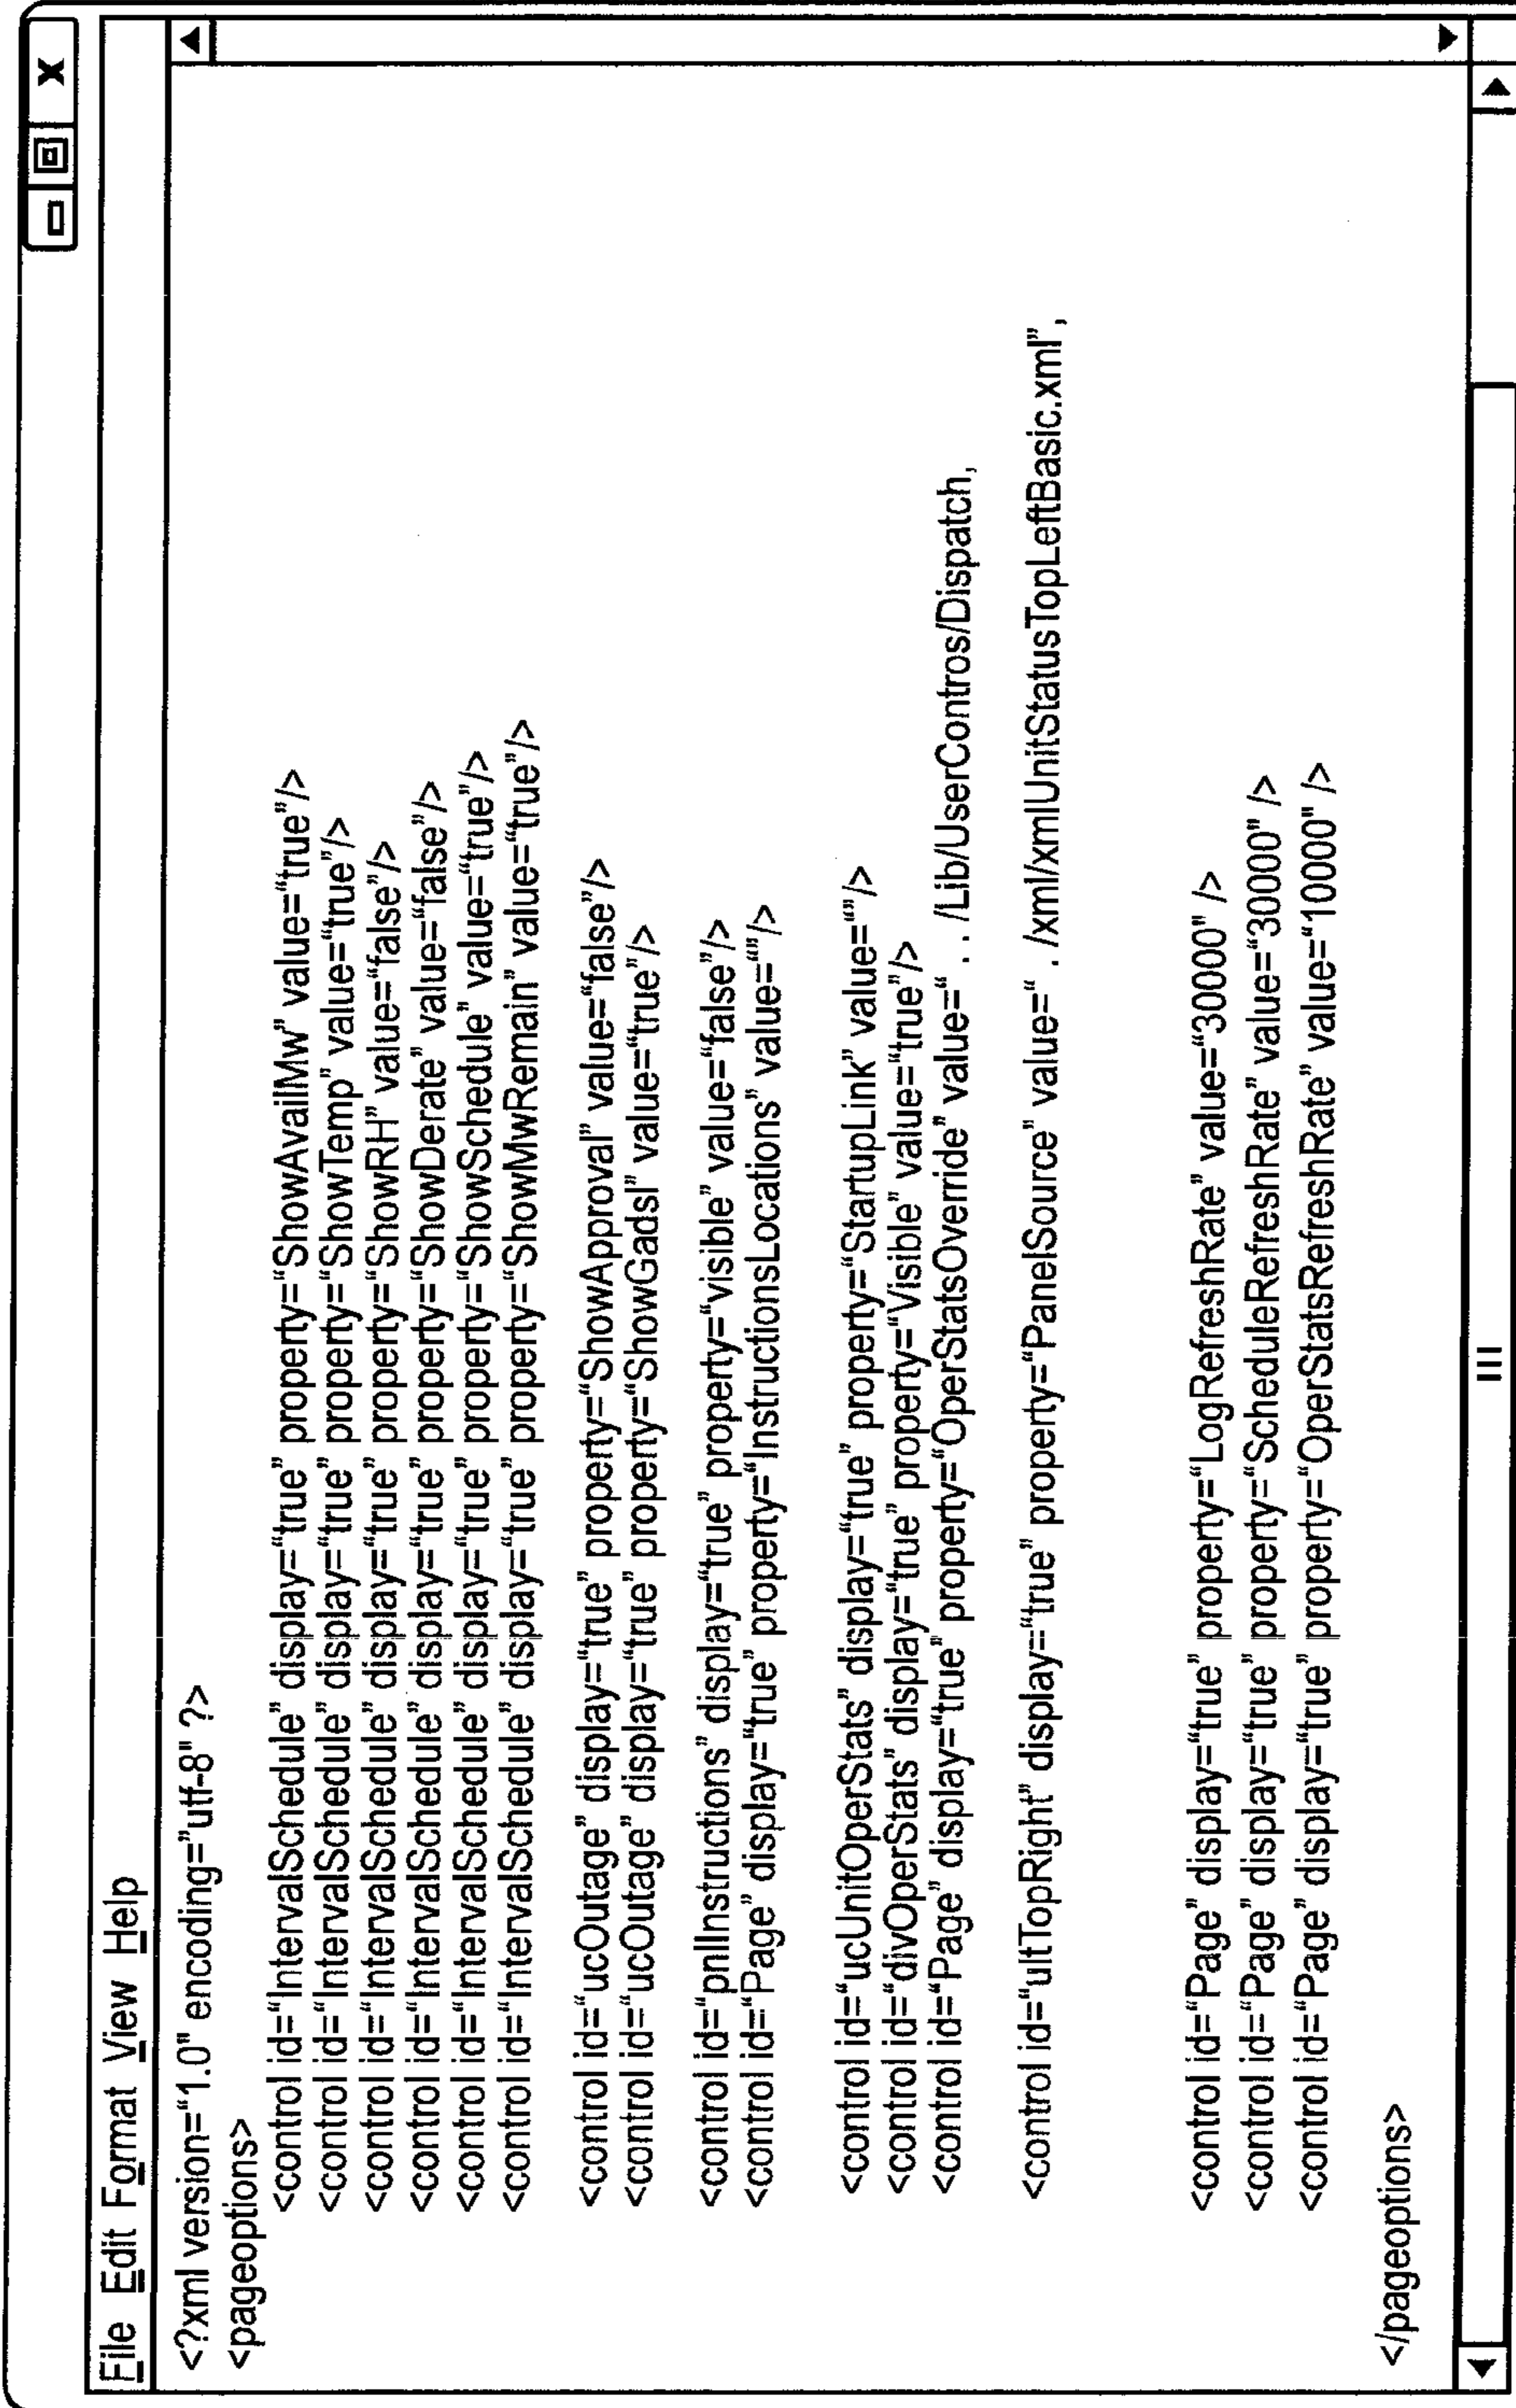 X
File Edit Format View Help
<?xml version=“1.0" encoding=”utf-8" ?>
<pageoptions>
<control id=“IntervalSchedule” display=“true” property=“ShowAvailMw” value=“true”/>
<control id=“IntervalSchedule” display=“true” property=“ShowTemp” value=“true”/>
<control id=“IntervalSchedule” display=“true” property=“ShowRH” value=“false”/>
<control id=“IntervalSchedule” display=“true” property=“ShowDerate” value=“false”/>
<control id=“IntervalSchedule” display=“true” property=“ShowSchedule” value=“true”/>
<control id=“IntervalSchedule” display=“true” property=“ShowMwRemain” value=“true”/>
<control id=“ucOutage” display=“true” property=“ShowApproval” value=“false”/>
<control id=“ucOutage” display=“true” property=“ShowGadsl” value=“true”/>
<control id=“pnlInstructions” display=“true” property=“visible” value=“false”/>
<control id=“Page” display=“true” property=“InstructionsLocations” value=“”/>
<control id=“ucUnitOperStats” display=“true” property=“StartupLink” value=“”/>
<control id=“divOperStats” display=“true” property=“Visible” value=“true”/>
<control id=“Page” display=“true” property=“OperStatsOverride” value=“ . . . /Lib/UserContros/Dispatch,
<control id=“ultTopRight” display=“true” property=“PanelSource” value=“ . ./xml/xmlUnitStatusTopLeftBasic.xml”,
<control id=“Page” display=“true” property=“LogRefreshRate” value=“30000" />
<control id=“Page” display=“true” property=“ScheduleRefreshRate” value=“30000" />
<control id=“Page” display=“true” property=“OperStatsRefreshRate” value=“10000" />
</pageoptions>